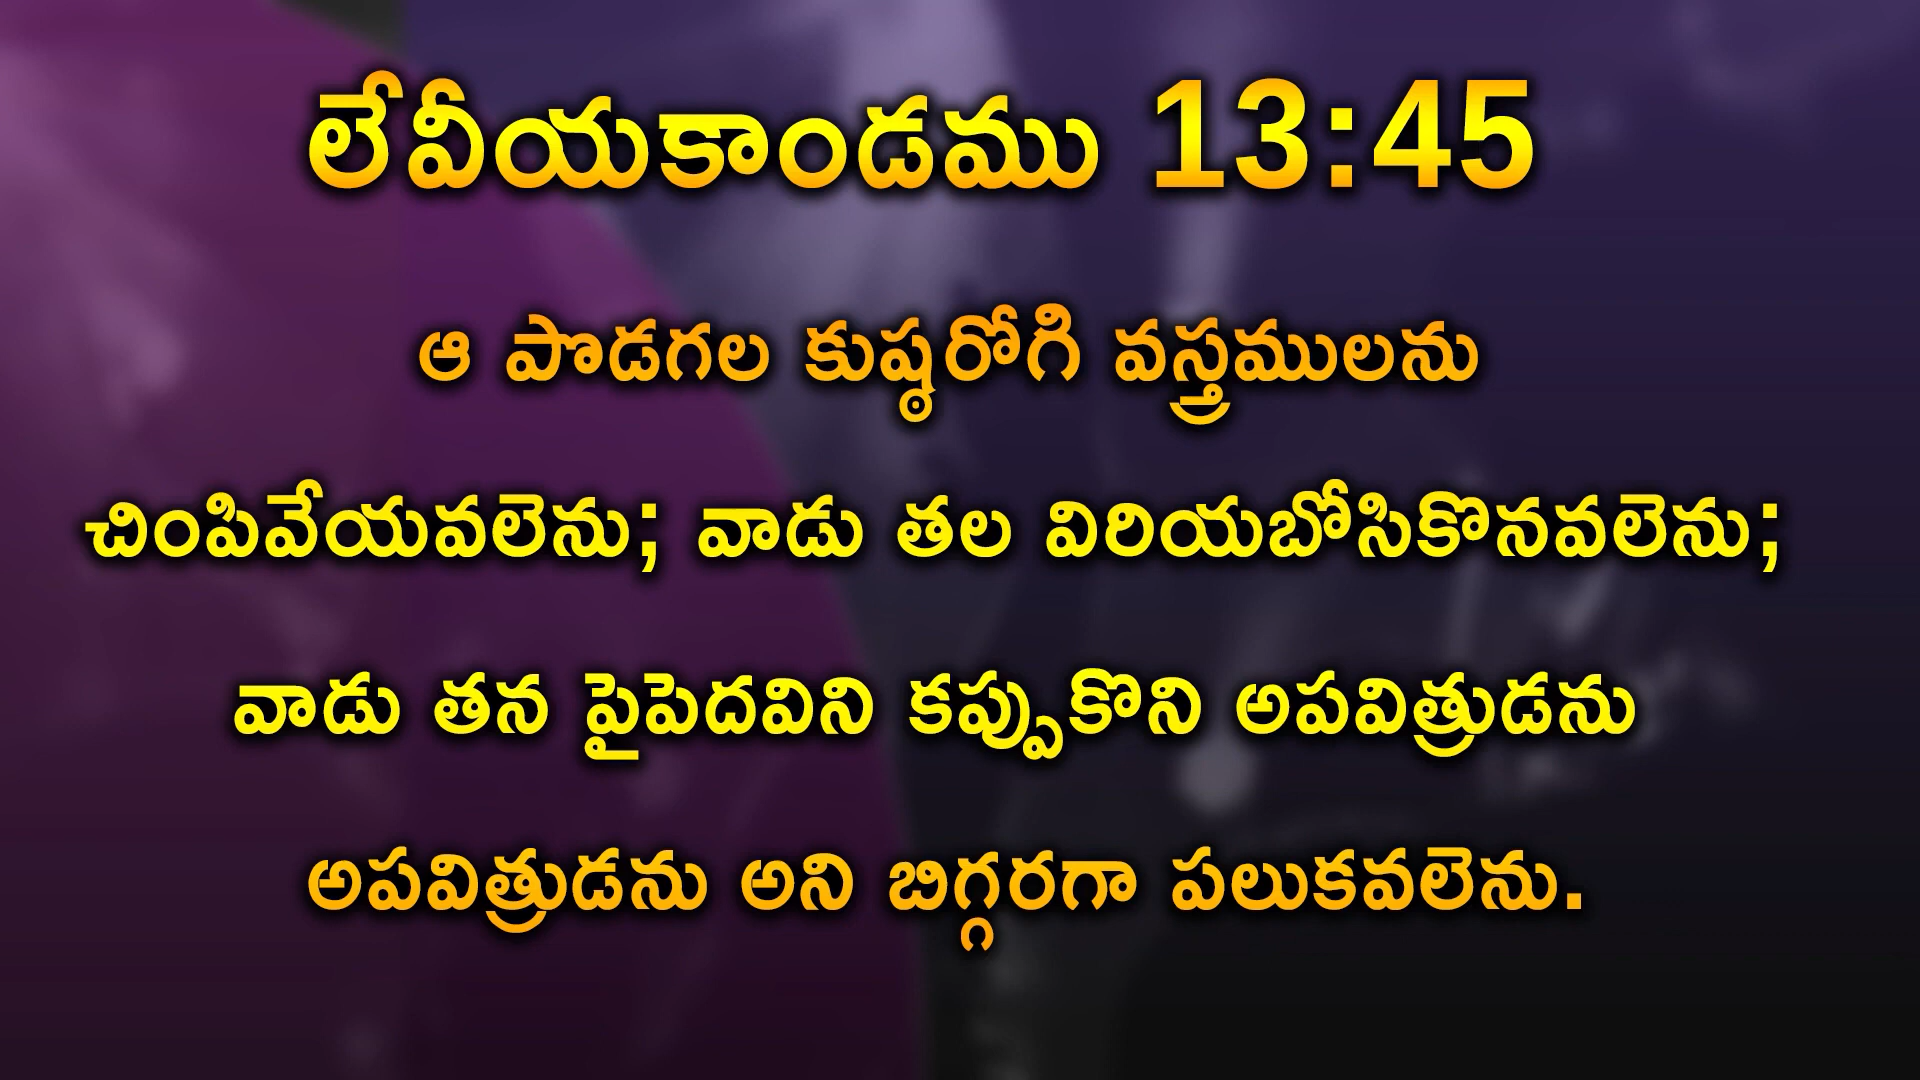 లేవీయకాండము 13:45
ఆ పొడగల కుష్ఠరోగి వస్త్రములను
చింపివేయవలెను; వాడు తల విరియబోసికొనవలెను;
వాడు తన పైపెదవిని కప్పుకొని అపవిత్రుడను
అపవిత్రుడను అని బిగ్గరగా పలుకవలెను.